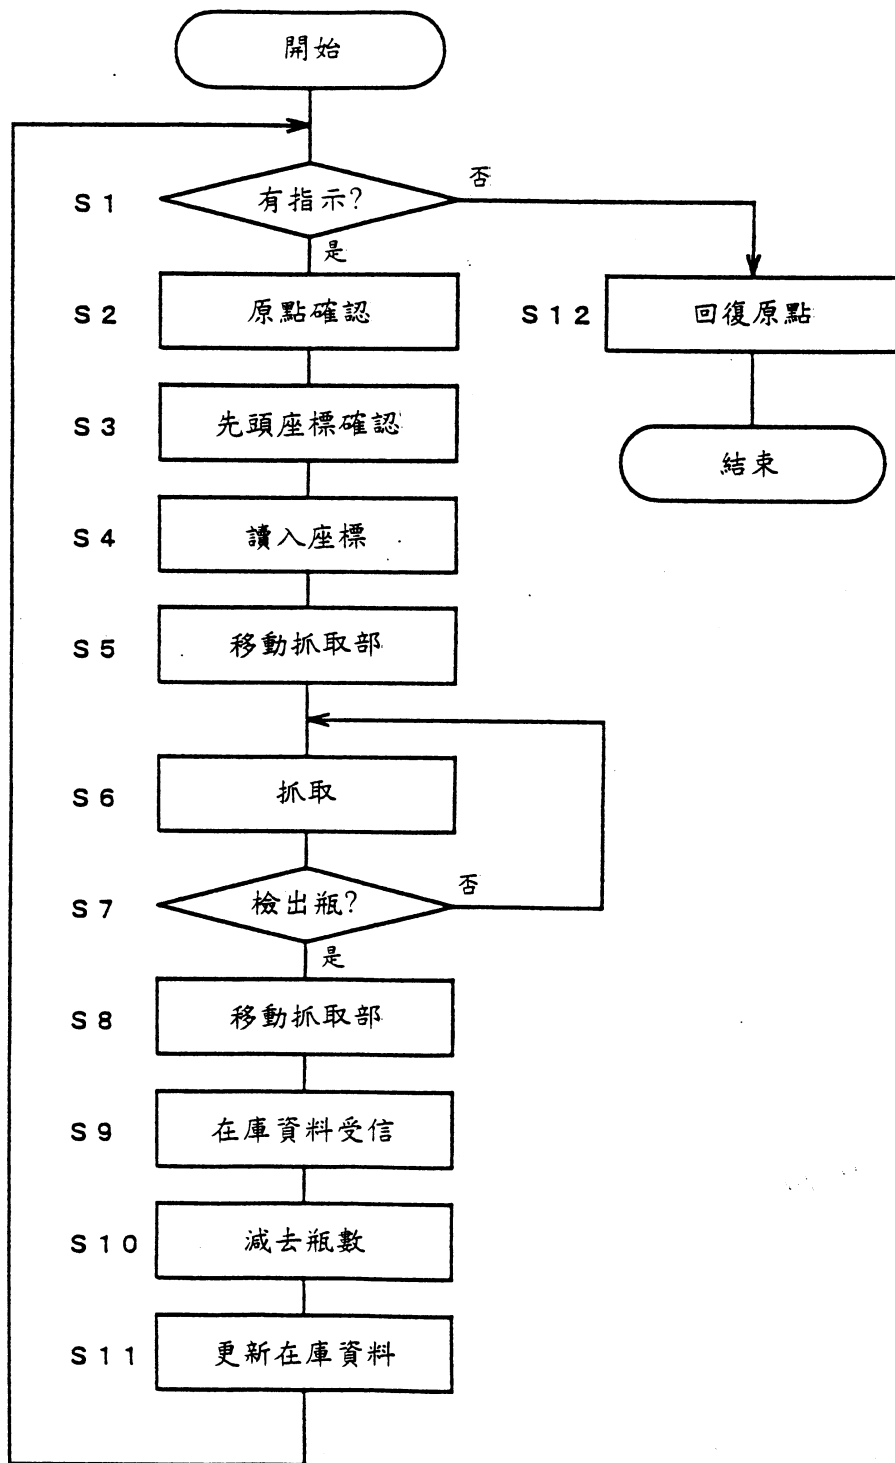 開始
S1 有指示? 否
是
S2 原點確認 S12 回復原點
S3 先頭座標確認
結束
S4 讀入座標
S5 移動抓取部
S6 抓取
S7 檢出瓶? 否
是
S8 移動抓取部
S9 在庫資料受信
S10 減去瓶數
S11 更新在庫資料